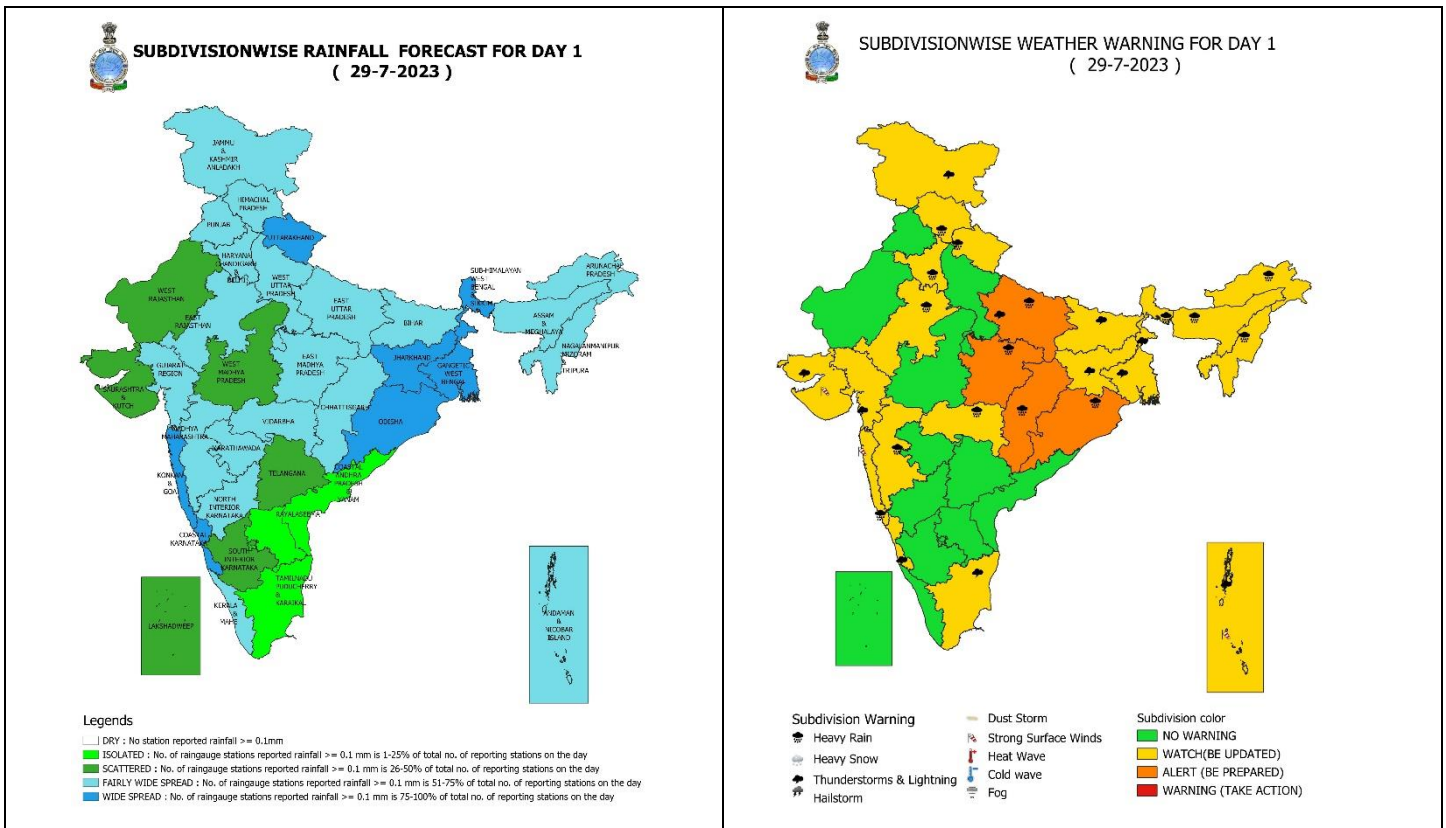 SUBDIVISIONWISE RAINFALL FORECAST FOR DAY 1
( 29-7-2023 )
JAMMU
&
KASHMIR
ANLADAKH
HIMACHAL
PRADESH
PUNJAB
UTTARAKHAND
HARYANA
CHANDIGARH
&
DELHI
WEST
UTTAR
PRADESH
SUB-HIMALAYAN
WEST
BENGAL
&
ARUNACHAL
PRADESH
WEST
RAJASTHAN
EAST
RAJASTHAN
EAST
UTTAR
PRADESH
BIHAR
ASSAM
&
MEGHALAYA
NAGALANMANIPUR
MIZORAM
&
TRIPURA
GUJARAT
REGION
WEST
MADHYA
PRADESH
EAST
MADHYA
PRADESH
JHARKHAND
GANGETIC
WEST
BENGAL
SAURASHTRA
&
KUTCH
CHHATTISGARH
ODISHA
MADHYA
MAHARASHTRA
VIDARBHA
MARATHAWADA
KONKAN
&
GOA
TELANGANA
COASTAL
ANDHRA
PRADESH
&
YANAM
NORTH
INTERIOR
KARNATAKA
RAYALASEEMA
COASTAL
KARNATAKA
SOUTH
INTERIOR
KARNATAKA
TAMILNADU
PUDUCHERRY
&
KARAIKAL
KERALA
&
MAHE
LAKSHADWEEP
ANDAMAN
&
NICOBAR
ISLAND
Legends
DRY : No station reported rainfall >= 0.1mm
ISOLATED : No. of raingauge stations reported rainfall >= 0.1 mm is 1-25% of total no. of reporting stations on the day
SCATTERED : No. of raingauge stations reported rainfall >= 0.1 mm is 26-50% of total no. of reporting stations on the day
FAIRLY WIDE SPREAD : No. of raingauge stations reported rainfall >= 0.1 mm is 51-75% of total no. of reporting stations on the day
WIDE SPREAD : No. of raingauge stations reported rainfall >= 0.1 mm is 75-100% of total no. of reporting stations on the day
SUBDIVISIONWISE WEATHER WARNING FOR DAY 1
( 29-7-2023 )
Subdivision Warning
Heavy Rain
Heavy Snow
Thunderstorms & Lightning
Hailstorm
Dust Storm
Strong Surface Winds
Heat Wave
Cold wave
Fog
Subdivision color
NO WARNING
WATCH(BE UPDATED)
ALERT (BE PREPARED)
WARNING (TAKE ACTION)